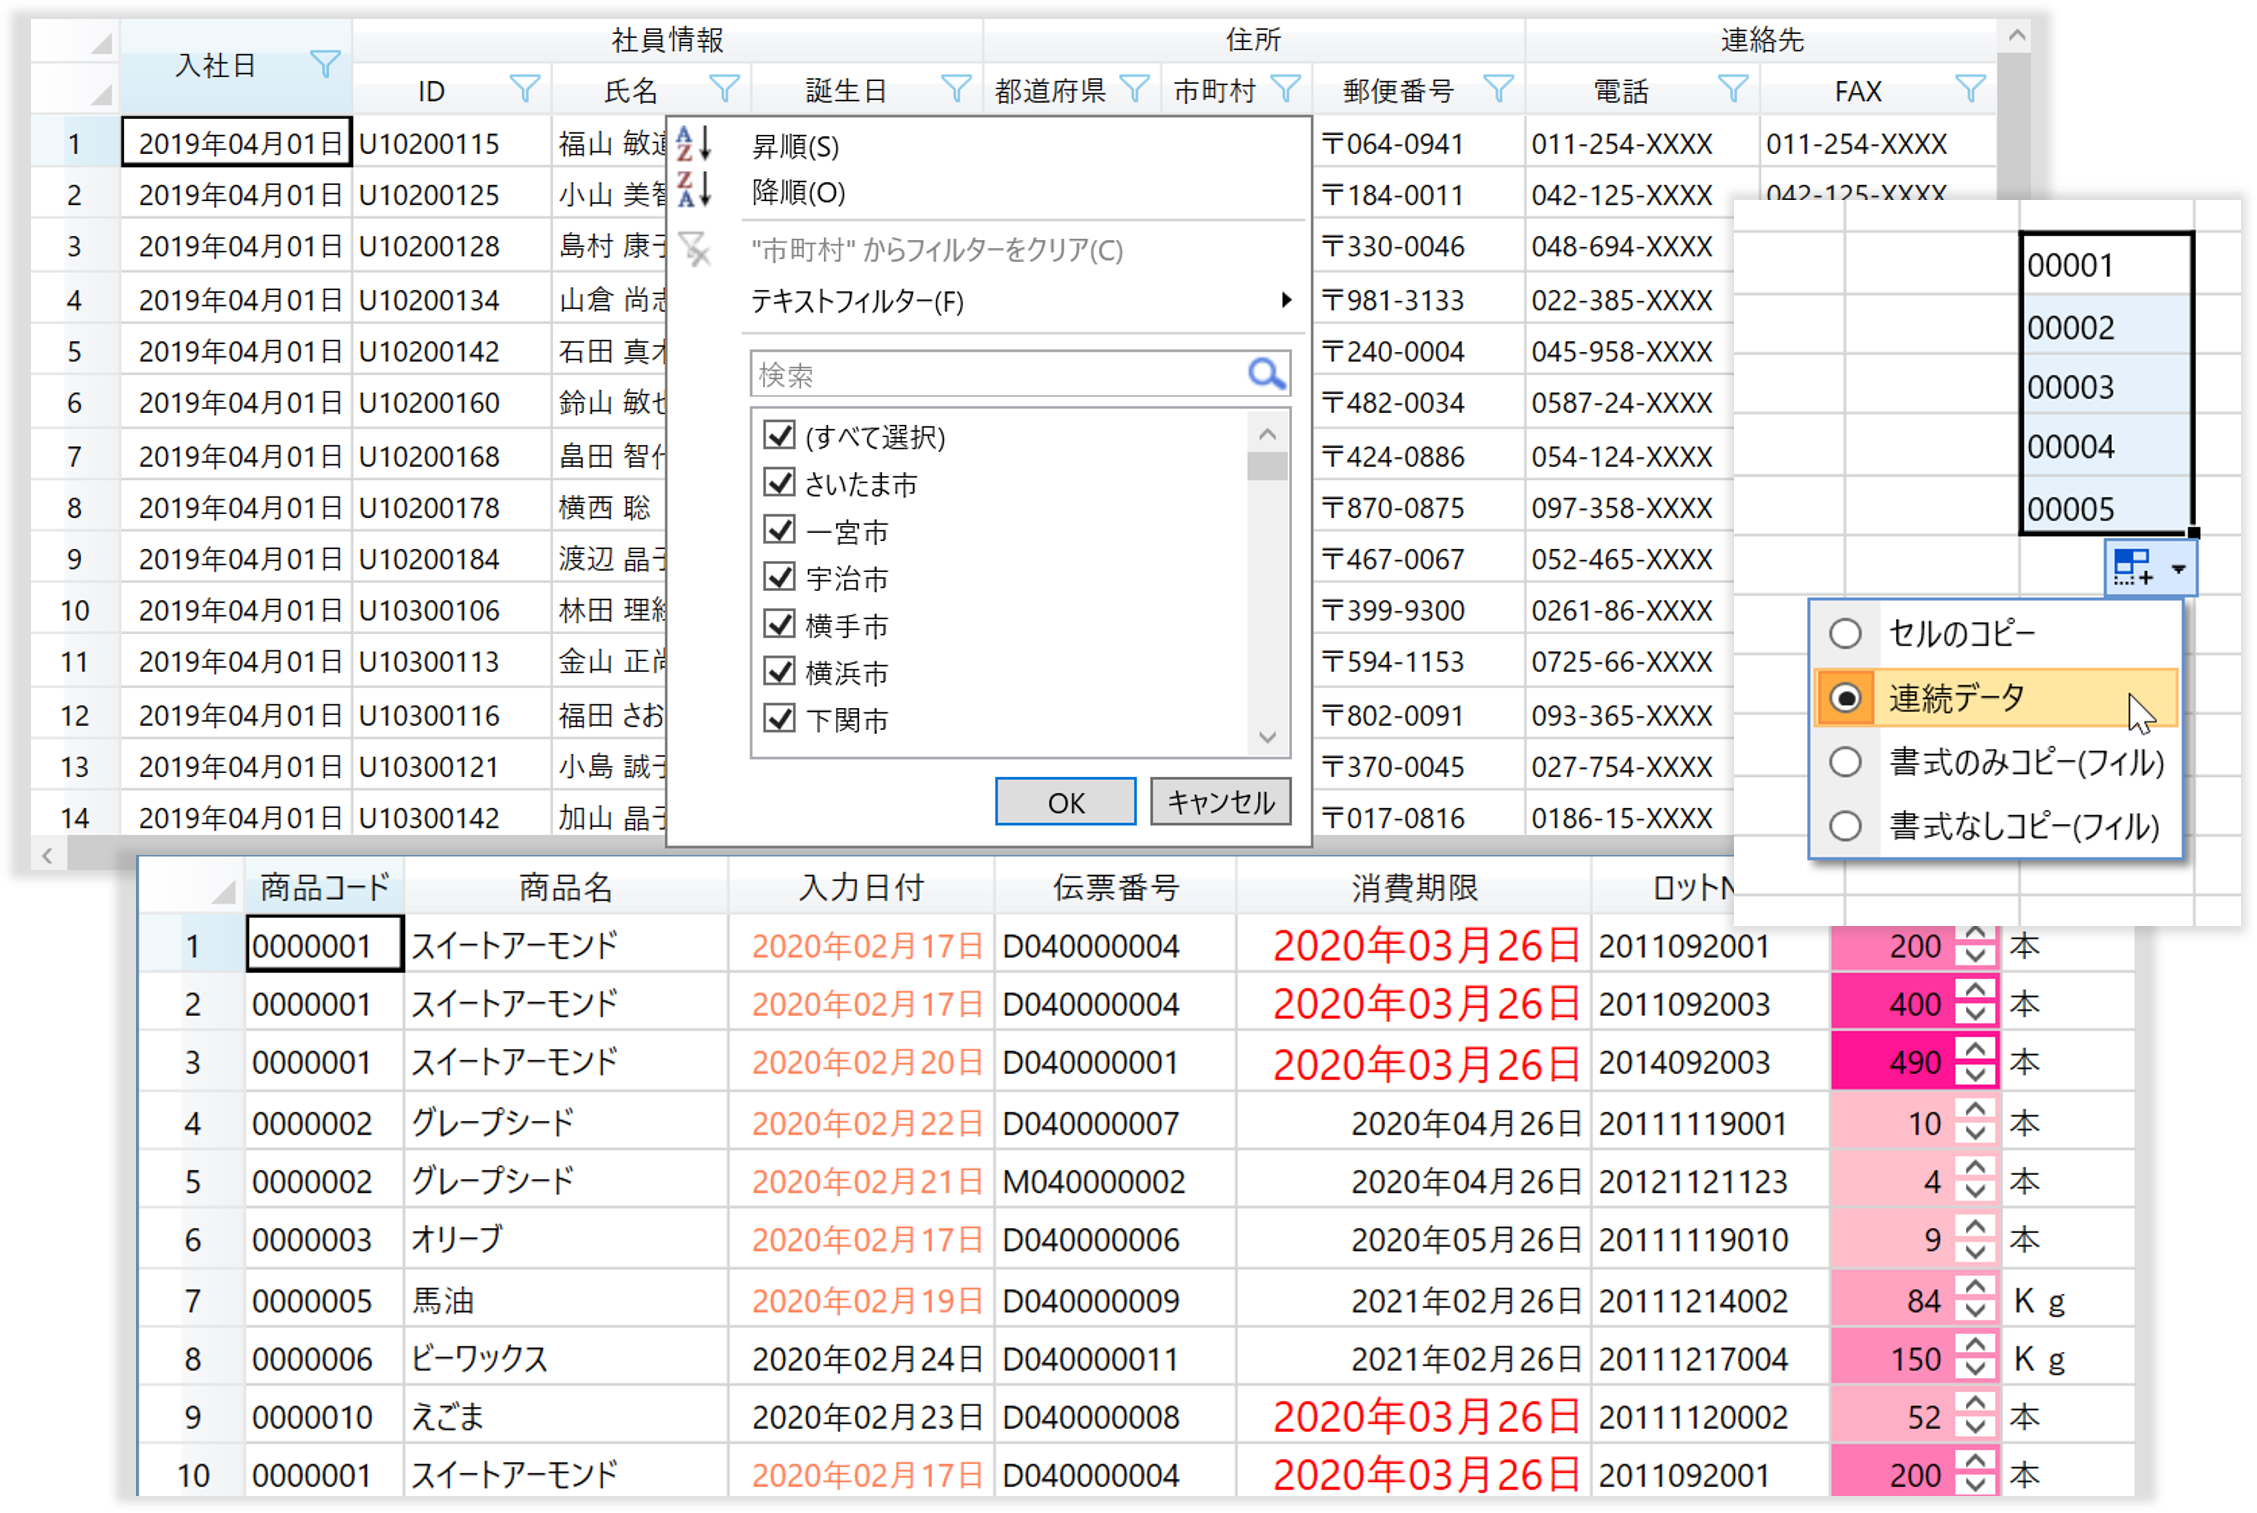 入社日 社員情報 住所 連絡先
ID 氏名 誕生日 都道府県 市町村 郵便番号 電話 FAX
1 2019年04月01日 U10200115 福山 敏 〒064-0941 011-254-XXXX 011-254-XXXX
2 2019年04月01日 U10200125 小山 美 〒184-0011 042-125-XXXX 042-125-XXXX
3 2019年04月01日 U10200128 島村 康 〒330-0046 048-694-XXXX
4 2019年04月01日 U10200134 山倉 尚 〒981-3133 022-385-XXXX
5 2019年04月01日 U10200142 石田 真 〒240-0004 045-958-XXXX
6 2019年04月01日 U10200160 鈴山 敏 〒482-0034 0587-24-XXXX
7 2019年04月01日 U10200168 畠田 智 〒424-0886 054-124-XXXX
8 2019年04月01日 U10200178 横西 聡 〒870-0875 097-358-XXXX
9 2019年04月01日 U10200184 渡辺 晶 〒467-0067 052-465-XXXX
10 2019年04月01日 U10300106 林田 理 〒399-9300 0261-86-XXXX
11 2019年04月01日 U10300113 金山 正 〒594-1153 0725-66-XXXX
12 2019年04月01日 U10300116 福田 さお 〒802-0091 093-365-XXXX
13 2019年04月01日 U10300121 小島 誠 〒370-0045 027-754-XXXX
14 2019年04月01日 U10300142 加山 晶 〒017-0816 0186-15-XXXX
昇順(S)
降順(O)
"市町村" からフィルターをクリア(C)
テキストフィルター(F)
検索
(すべて選択)
さいたま市
一宮市
宇治市
横手市
横浜市
下関市
OK キャンセル
00001
00002
00003
00004
00005
セルのコピー
連続データ
書式のみコピー(フィル)
書式なしコピー(フィル)
商品コード 商品名 入力日付 伝票番号 消費期限 ロットN
1 0000001 スイートアーモンド 2020年02月17日 D040000004 2020年03月26日 2011092001 200 本
2 0000001 スイートアーモンド 2020年02月17日 D040000004 2020年03月26日 2011092003 400 本
3 0000001 スイートアーモンド 2020年02月20日 D040000001 2020年03月26日 2014092003 490 本
4 0000002 グレープシード 2020年02月22日 D040000007 2020年04月26日 20111119001 10 本
5 0000002 グレープシード 2020年02月21日 M040000002 2020年04月26日 20121121123 4 本
6 0000003 オリーブ 2020年02月17日 D040000006 2020年05月26日 20111119010 9 本
7 0000005 馬油 2020年02月19日 D040000009 2021年02月26日 20111214002 84 Ｋｇ
8 0000006 ビーワックス 2020年02月24日 D040000011 2021年02月26日 20111217004 150 Ｋｇ
9 0000010 えごま 2020年02月23日 D040000008 2020年03月26日 20111120002 52 本
10 0000001 スイートアーモンド 2020年02月17日 D040000004 2020年03月26日 2011092001 200 本